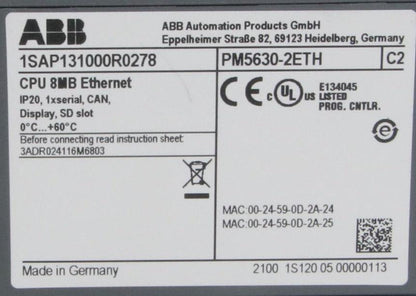 ABB
ABB Automation Products GmbH
Eppelheimer Straße 82, 69123 Heidelberg, Germany
1SAP131000R0278
PM5630-2ETH
C2
CPU 8MB Ethernet
IP20, 1xserial, CAN,
Display, SD slot
0°C...+60°C
Before connecting read instruction sheet:
3ADR024116M6803
CE
c UL US LISTED
E134045
PROG. CNTLR.
MAC:00-24-59-0D-2A-24
MAC:00-24-59-0D-2A-25
Made in Germany
2100 1S120 05 00000113